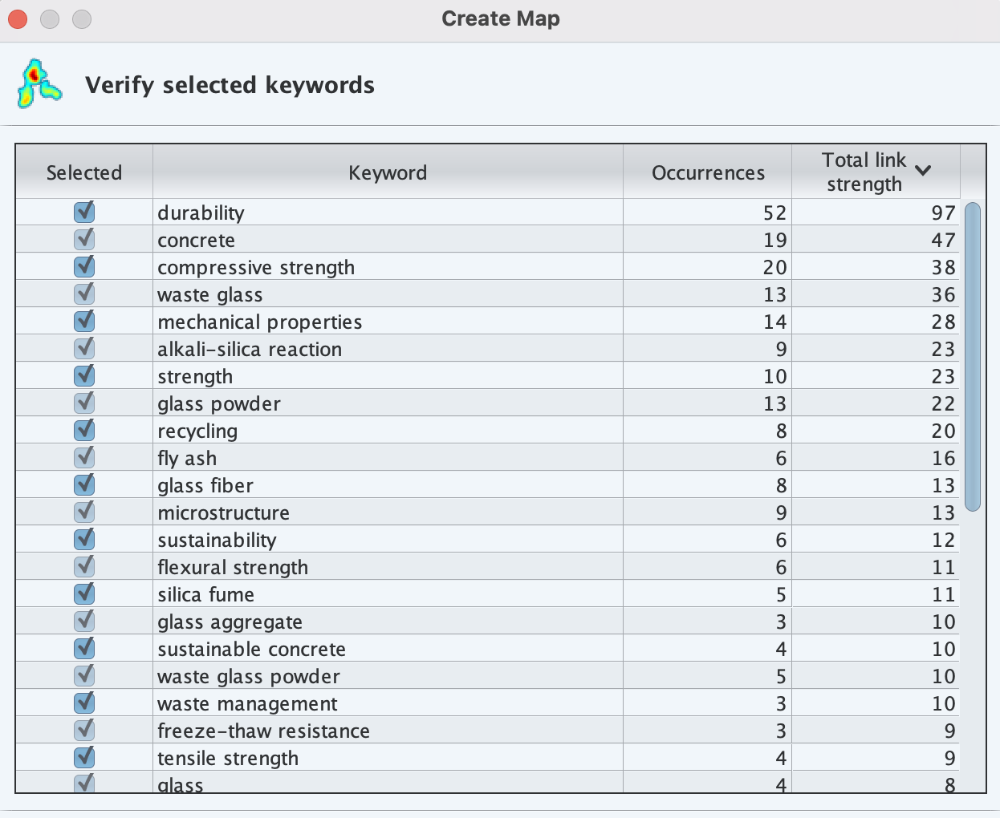 Create Map
Verify selected keywords
Selected Keyword Occurrences Total link strength
durability 52 97
concrete 19 47
compressive strength 20 38
waste glass 13 36
mechanical properties 14 28
alkali-silica reaction 9 23
strength 10 23
glass powder 13 22
recycling 8 20
fly ash 6 16
glass fiber 8 13
microstructure 9 13
sustainability 6 12
flexural strength 6 11
silica fume 5 11
glass aggregate 3 10
sustainable concrete 4 10
waste glass powder 5 10
waste management 3 10
freeze-thaw resistance 3 9
tensile strength 4 9
glass 4 8